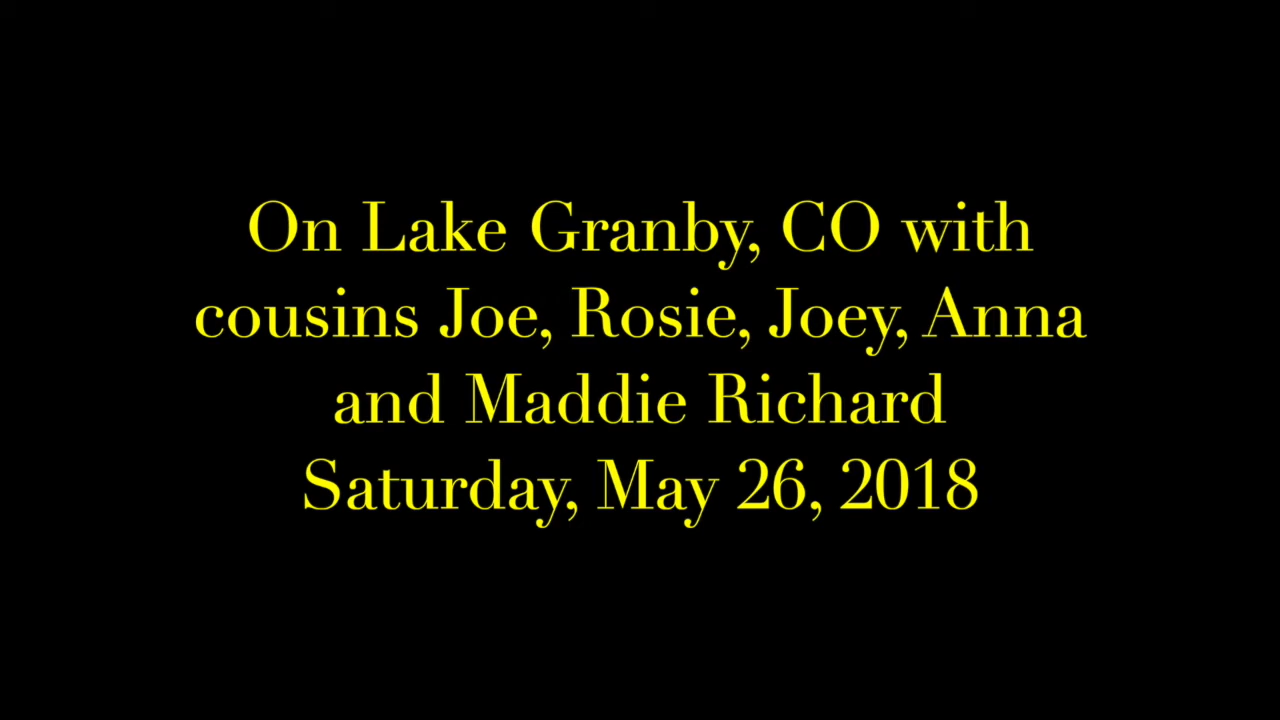 On Lake Granby, CO with
cousins Joe, Rosie, Joey, Anna
and Maddie Richard
Saturday, May 26, 2018